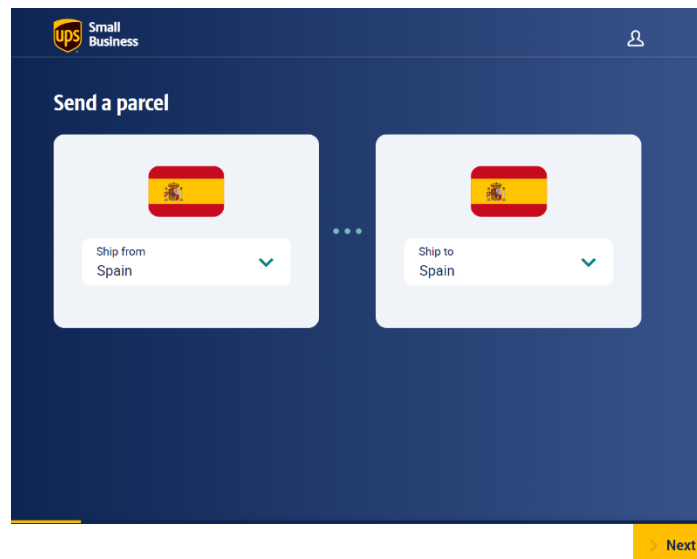 ups
Small
Business
Send a parcel
Ship from
Spain
Ship to
Spain
Next